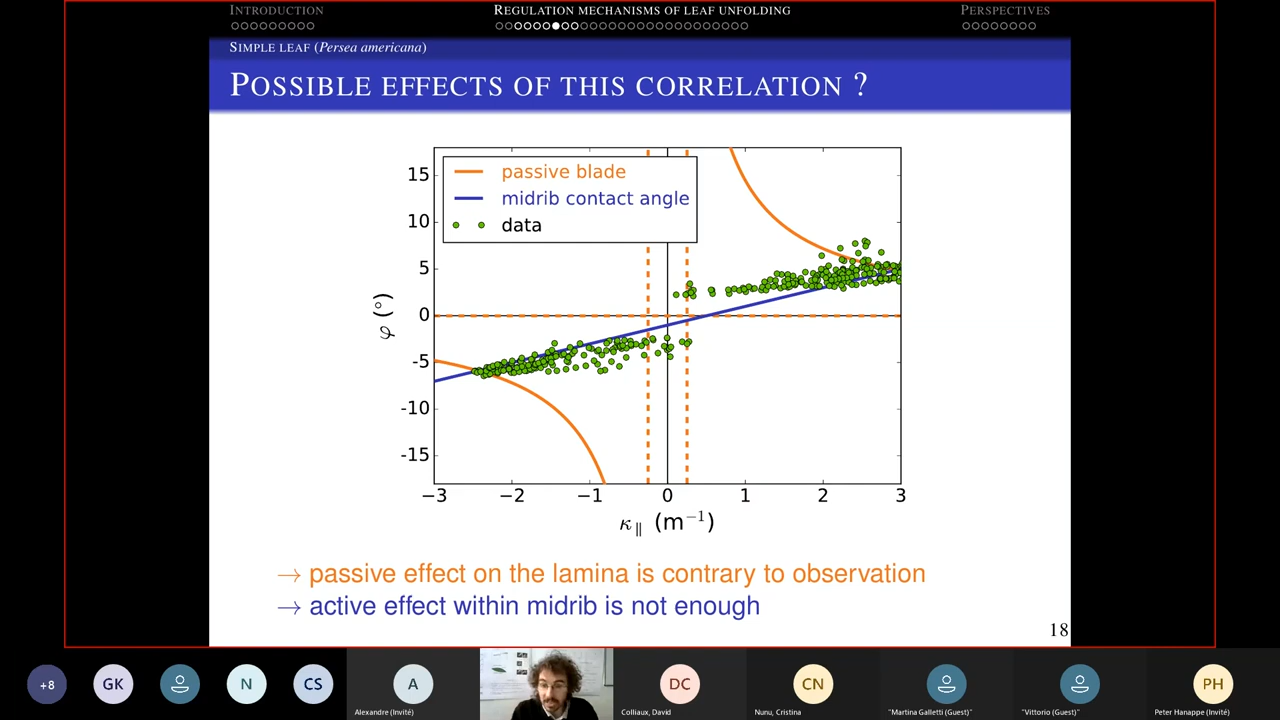 INTRODUCTION
REGULATION MECHANISMS OF LEAF UNFOLDING
PERSPECTIVES
SIMPLE LEAF (Persea americana)
POSSIBLE EFFECTS OF THIS CORRELATION ?
passive blade
midrib contact angle
data
15
10
5
0
-5
-10
-15
φ (°)
−3 −2 −1 0 1 2 3
κ∥ (m⁻¹)
→ passive effect on the lamina is contrary to observation
→ active effect within midrib is not enough
18
+8
GK
N
CS
A
DC
CN
PH
Alexandre (Invité)
Colliaux, David
Nunu, Cristina
"Martina Galletti (Guest)"
"Vittorio (Guest)"
Peter Hanappe (Invité)